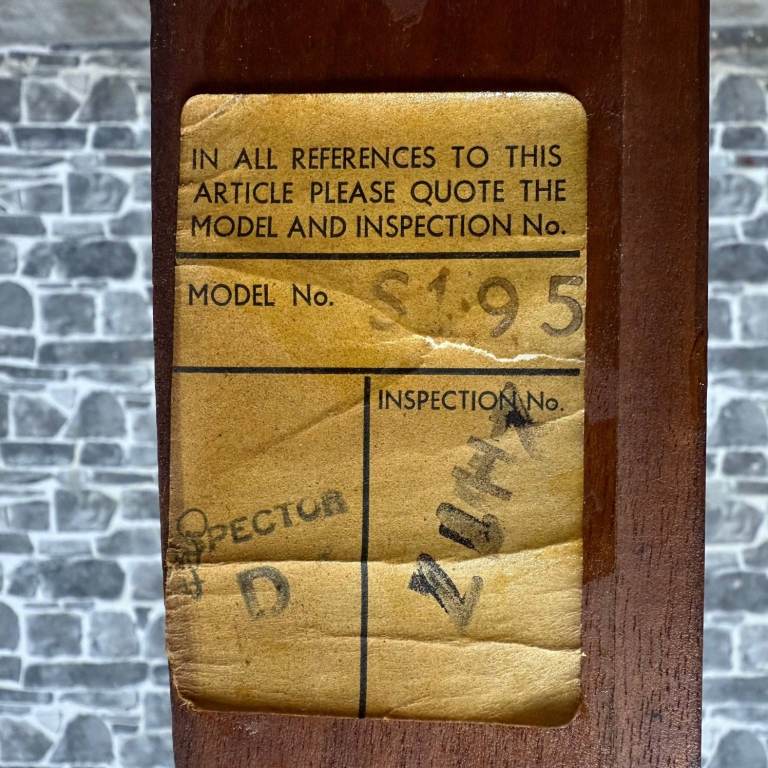 IN ALL REFERENCES TO THIS
ARTICLE PLEASE QUOTE THE
MODEL AND INSPECTION No.
MODEL No. S195
INSPECTION No.
D